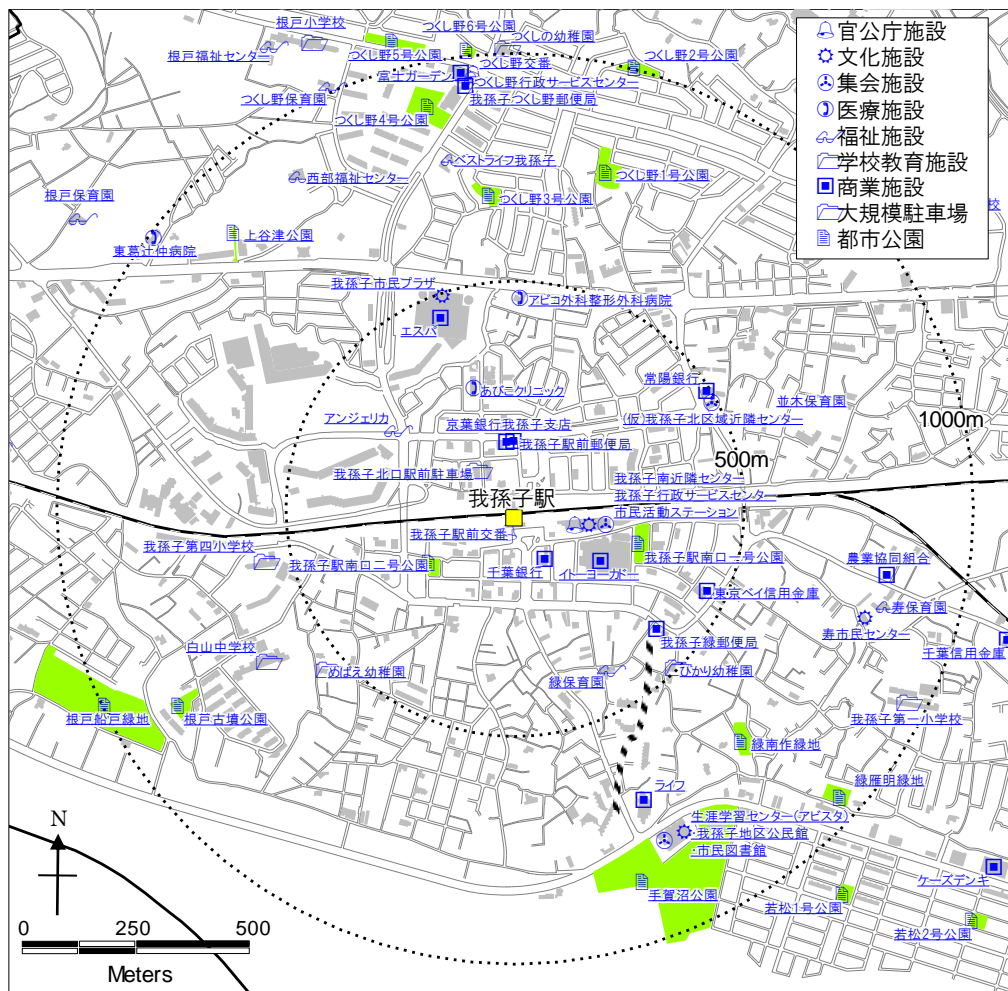 つくし野6号公園
根戸小学校
つくしの幼稚園
つくし野5号公園
つくし野交番
つくし野2号公園
根戸福祉センター
富士ガーデン
つくし野行政サービスセンター
つくし野保育園
我孫子つくし野郵便局
つくし野4号公園
ベストライフ我孫子
西部福祉センター
つくし野1号公園
根戸保育園
つくし野3号公園
校
上谷津公園
東葛辻仲病院
官公庁施設
文化施設
集会施設
医療施設
福祉施設
学校教育施設
商業施設
大規模駐車場
都市公園
我孫子市民プラザ
アビコ外科整形外科病院
エスパ
常陽銀行
あびこクリニック
並木保育園
アンジェリカ
京葉銀行我孫子支店
(仮)我孫子北区域近隣センター
1000m
我孫子駅前郵便局
500m
我孫子北口駅前駐車場
我孫子南近隣センター
我孫子駅
我孫子行政サービスセンター
市民活動ステーション
我孫子駅前交番
我孫子第四小学校
我孫子駅南口二号公園
千葉銀行
イトーヨーカドー
我孫子駅南口一号公園
農業協同組合
東京ベイ信用金庫
寿保育園
寿市民センター
我孫子緑郵便局
千葉信用金庫
白山中学校
めばえ幼稚園
緑保育園
ひかり幼稚園
根戸船戸緑地
根戸古墳公園
我孫子第一小学校
緑南作緑地
緑雁明緑地
ライフ
生涯学習センター(アビスタ)
・我孫子地区公民館
・市民図書館
ケーズデンキ
手賀沼公園
若松1号公園
若松2号公園
N
0 250 500
Meters